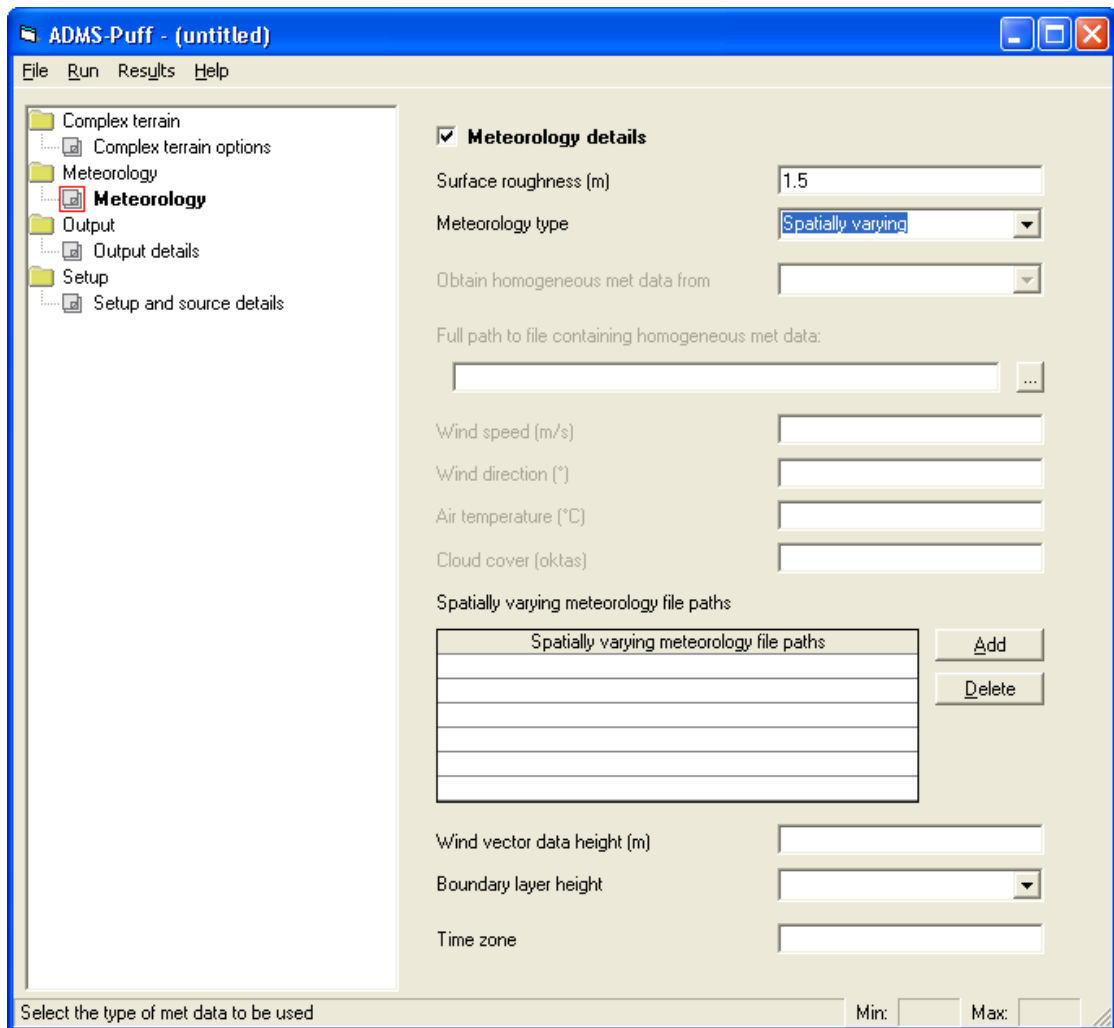 ADMS-Puff - (untitled)
File Run Results Help
Complex terrain
Complex terrain options
Meteorology
Meteorology
Output
Output details
Setup
Setup and source details
Meteorology details
Surface roughness (m) 1.5
Meteorology type Spatially varying
Obtain homogeneous met data from
Full path to file containing homogeneous met data:
...
Wind speed (m/s)
Wind direction (°)
Air temperature (°C)
Cloud cover (oktas)
Spatially varying meteorology file paths
Spatially varying meteorology file paths
Add
Delete
Wind vector data height (m)
Boundary layer height
Time zone
Select the type of met data to be used Min: Max: